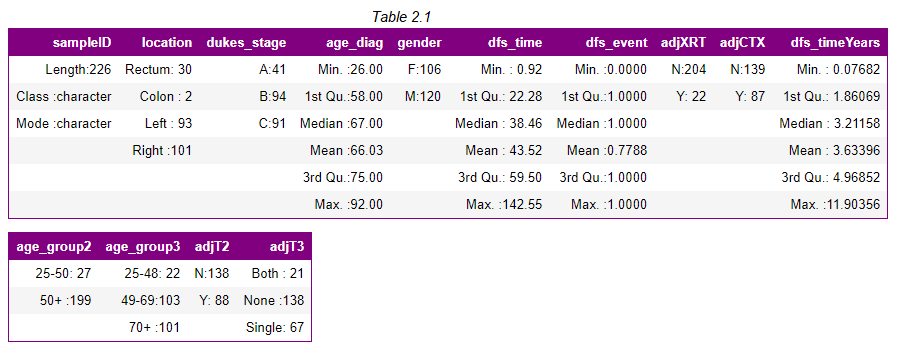 Table 2.1
sampleID location dukes_stage age_diag gender dfs_time dfs_event adjXRT adjCTX dfs_timeYears
Length:226 Rectum: 30 A:41 Min. :26.00 F:106 Min. : 0.92 Min. :0.0000 N:204 N:139 Min. : 0.07682
Class :character Colon : 2 B:94 1st Qu.:58.00 M:120 1st Qu.: 22.28 1st Qu.:1.0000 Y: 22 Y: 87 1st Qu.: 1.86069
Mode :character Left : 93 C:91 Median :67.00 Median : 38.46 Median :1.0000 Median : 3.21158
Right :101 Mean :66.03 Mean : 43.52 Mean :0.7788 Mean : 3.63396
3rd Qu.:75.00 3rd Qu.: 59.50 3rd Qu.:1.0000 3rd Qu.: 4.96852
Max. :92.00 Max. :142.55 Max. :1.0000 Max. :11.90356
age_group2 age_group3 adjT2 adjT3
25-50: 27 25-48: 22 N:138 Both : 21
50+ :199 49-69:103 Y: 88 None :138
70+ :101 Single: 67